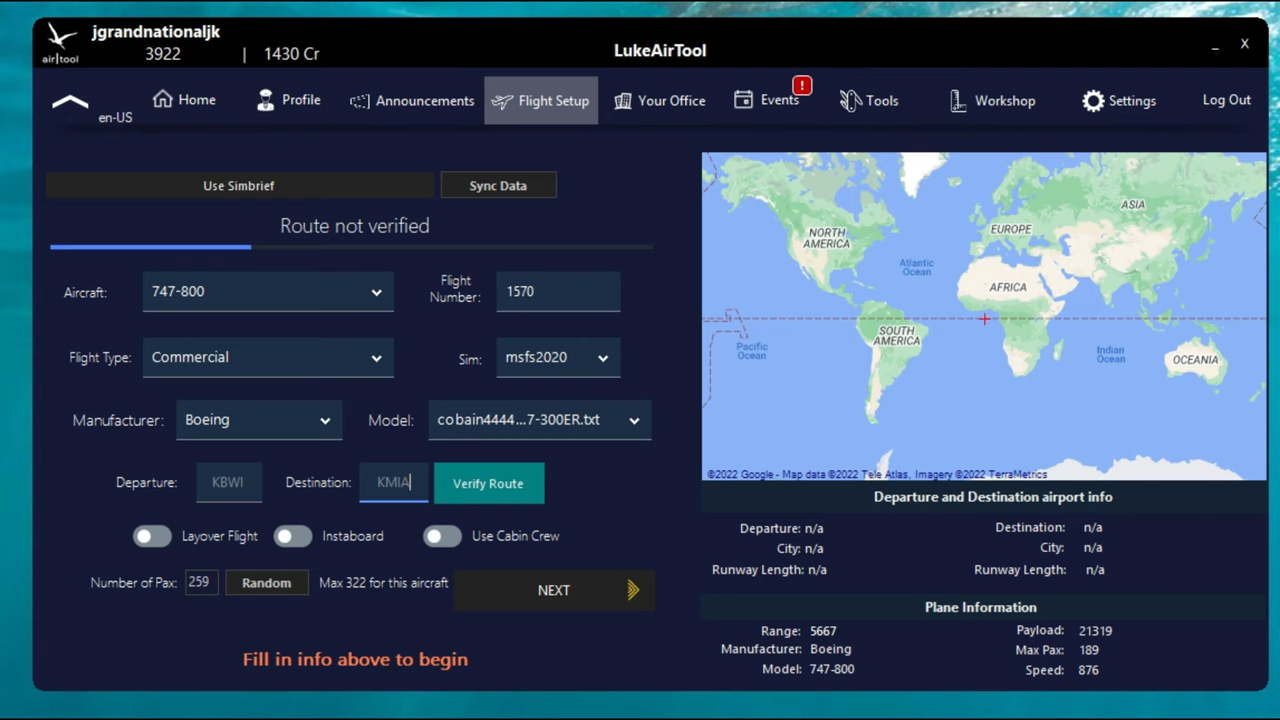 jgrandnationaljk
3922 | 1430 Cr
air|tool
LukeAirTool
_ X
en-US
Home
Profile
Announcements
Flight Setup
Your Office
Events
!
Tools
Workshop
Settings
Log Out
Use Simbrief
Sync Data
Route not verified
Aircraft: 747-800
Flight Number: 1570
Flight Type: Commercial
Sim: msfs2020
Manufacturer: Boeing
Model: cobain4444...7-300ER.txt
Departure: KBWI
Destination: KMIA
Verify Route
Layover Flight
Instaboard
Use Cabin Crew
Number of Pax: 259
Random
Max 322 for this aircraft
NEXT
Fill in info above to begin
NORTH AMERICA
EUROPE
ASIA
Atlantic Ocean
AFRICA
SOUTH AMERICA
Pacific Ocean
Indian Ocean
OCEANIA
©2022 Google - Map data ©2022 Tele Atlas, Imagery ©2022 TerraMetrics
Departure and Destination airport info
Departure: n/a
Destination: n/a
City: n/a
City: n/a
Runway Length: n/a
Runway Length: n/a
Plane Information
Range: 5667
Payload: 21319
Manufacturer: Boeing
Max Pax: 189
Model: 747-800
Speed: 876